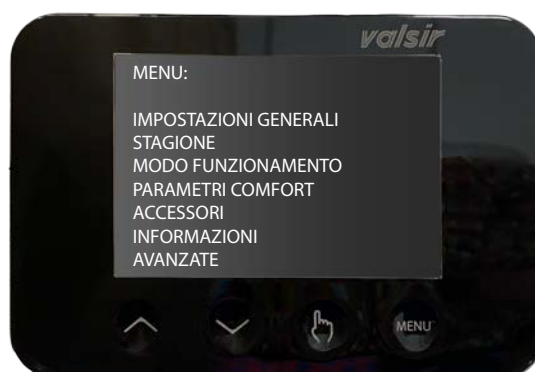 valsir
MENU:
IMPOSTAZIONI GENERALI
STAGIONE
MODO FUNZIONAMENTO
PARAMETRI COMFORT
ACCESSORI
INFORMAZIONI
AVANZATE
MENU